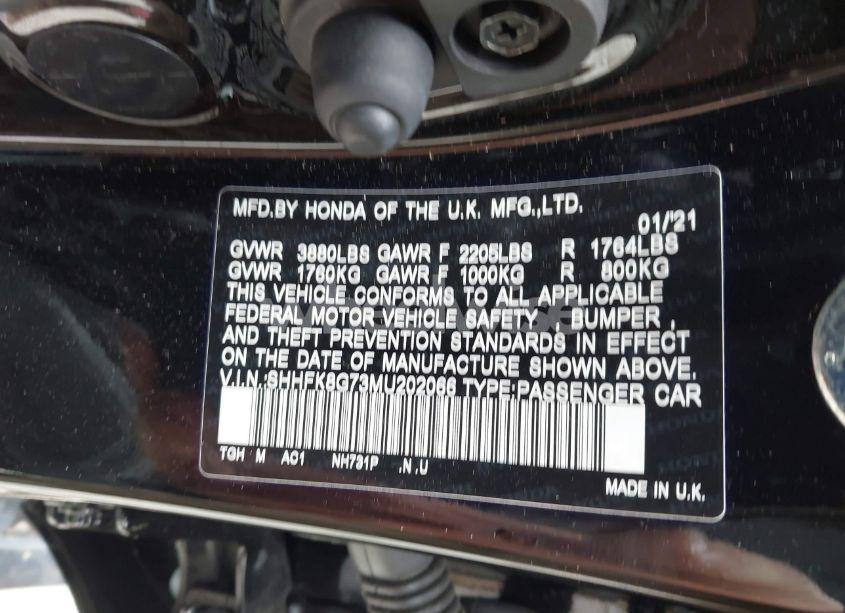 MFD.BY HONDA OF THE U.K. MFG.,LTD.
01/'21
GVWR 3880LBS GAWR F 2205LBS R 1764LBS
GVWR 1760KG GAWR F 1000KG R 800KG
THIS VEHICLE CONFORMS TO ALL APPLICABLE
FEDERAL MOTOR VEHICLE SAFETY , BUMPER ,
AND THEFT PREVENTION STANDARDS IN EFFECT
ON THE DATE OF MANUFACTURE SHOWN ABOVE.
V.I.N.:SHHFK8G73MU202066 TYPE:PASSENGER CAR
TGH M AC1 NH731P .N.U
MADE IN U.K.